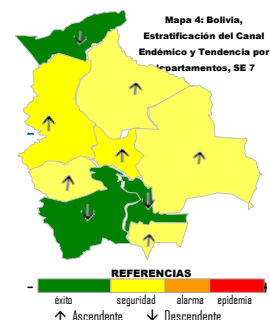 Mapa 4: Bolivia,
Estratificación del Canal
Endémico y Tendencia por
departamentos, SE 7
REFERENCIAS
éxito seguridad alarma epidemia
Ascendente Descendente